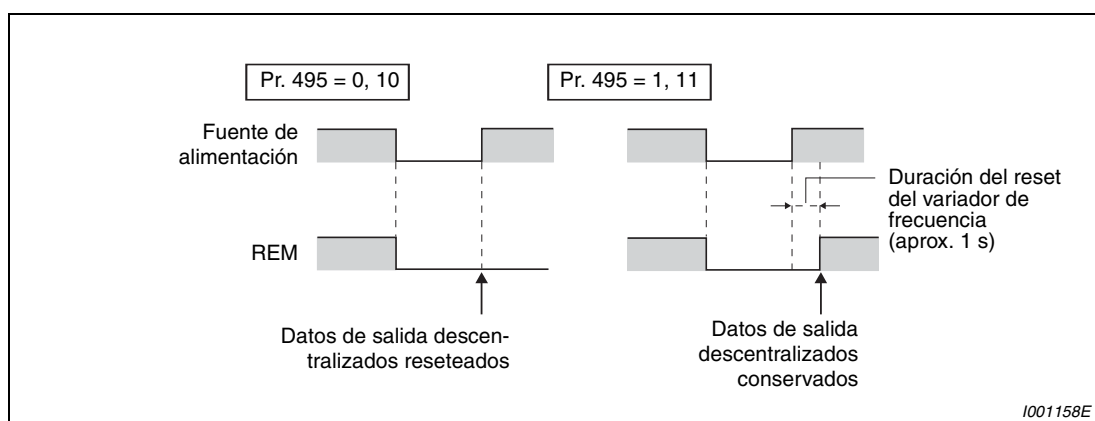 Pr. 495 = 0, 10
Pr. 495 = 1, 11
Fuente de
alimentación
Duración del reset
del variador de
frecuencia
(aprox. 1 s)
REM
Datos de salida descen-
tralizados reseteados
Datos de salida
descentralizados
conservados
I001158E